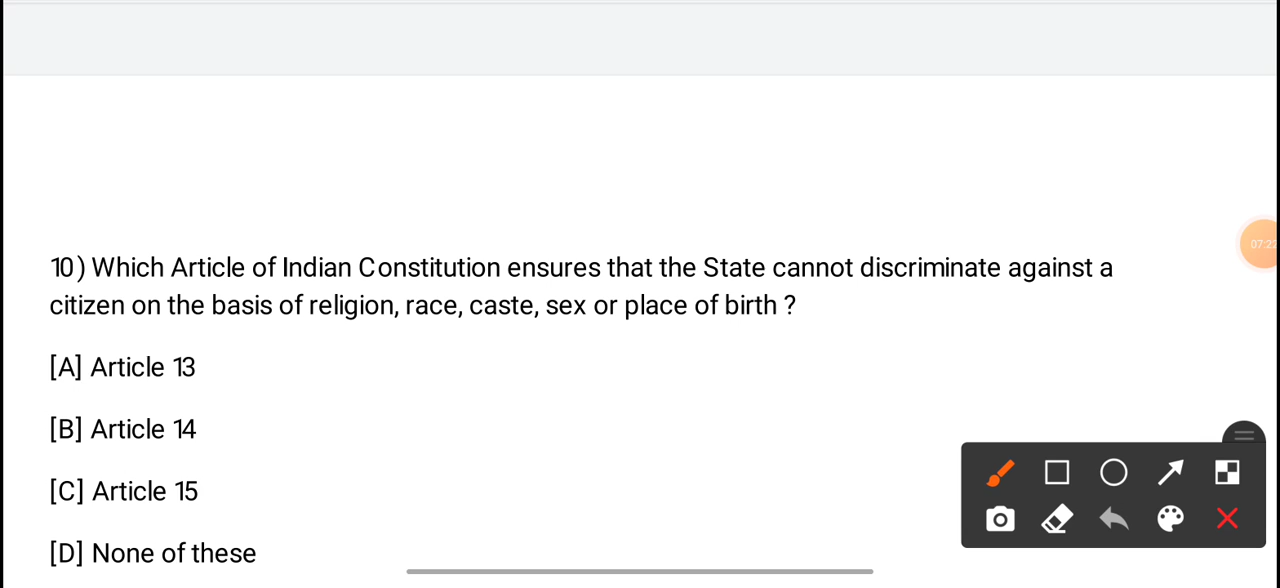 10) Which Article of Indian Constitution ensures that the State cannot discriminate against a
citizen on the basis of religion, race, caste, sex or place of birth ?
[A] Article 13
[B] Article 14
[C] Article 15
[D] None of these